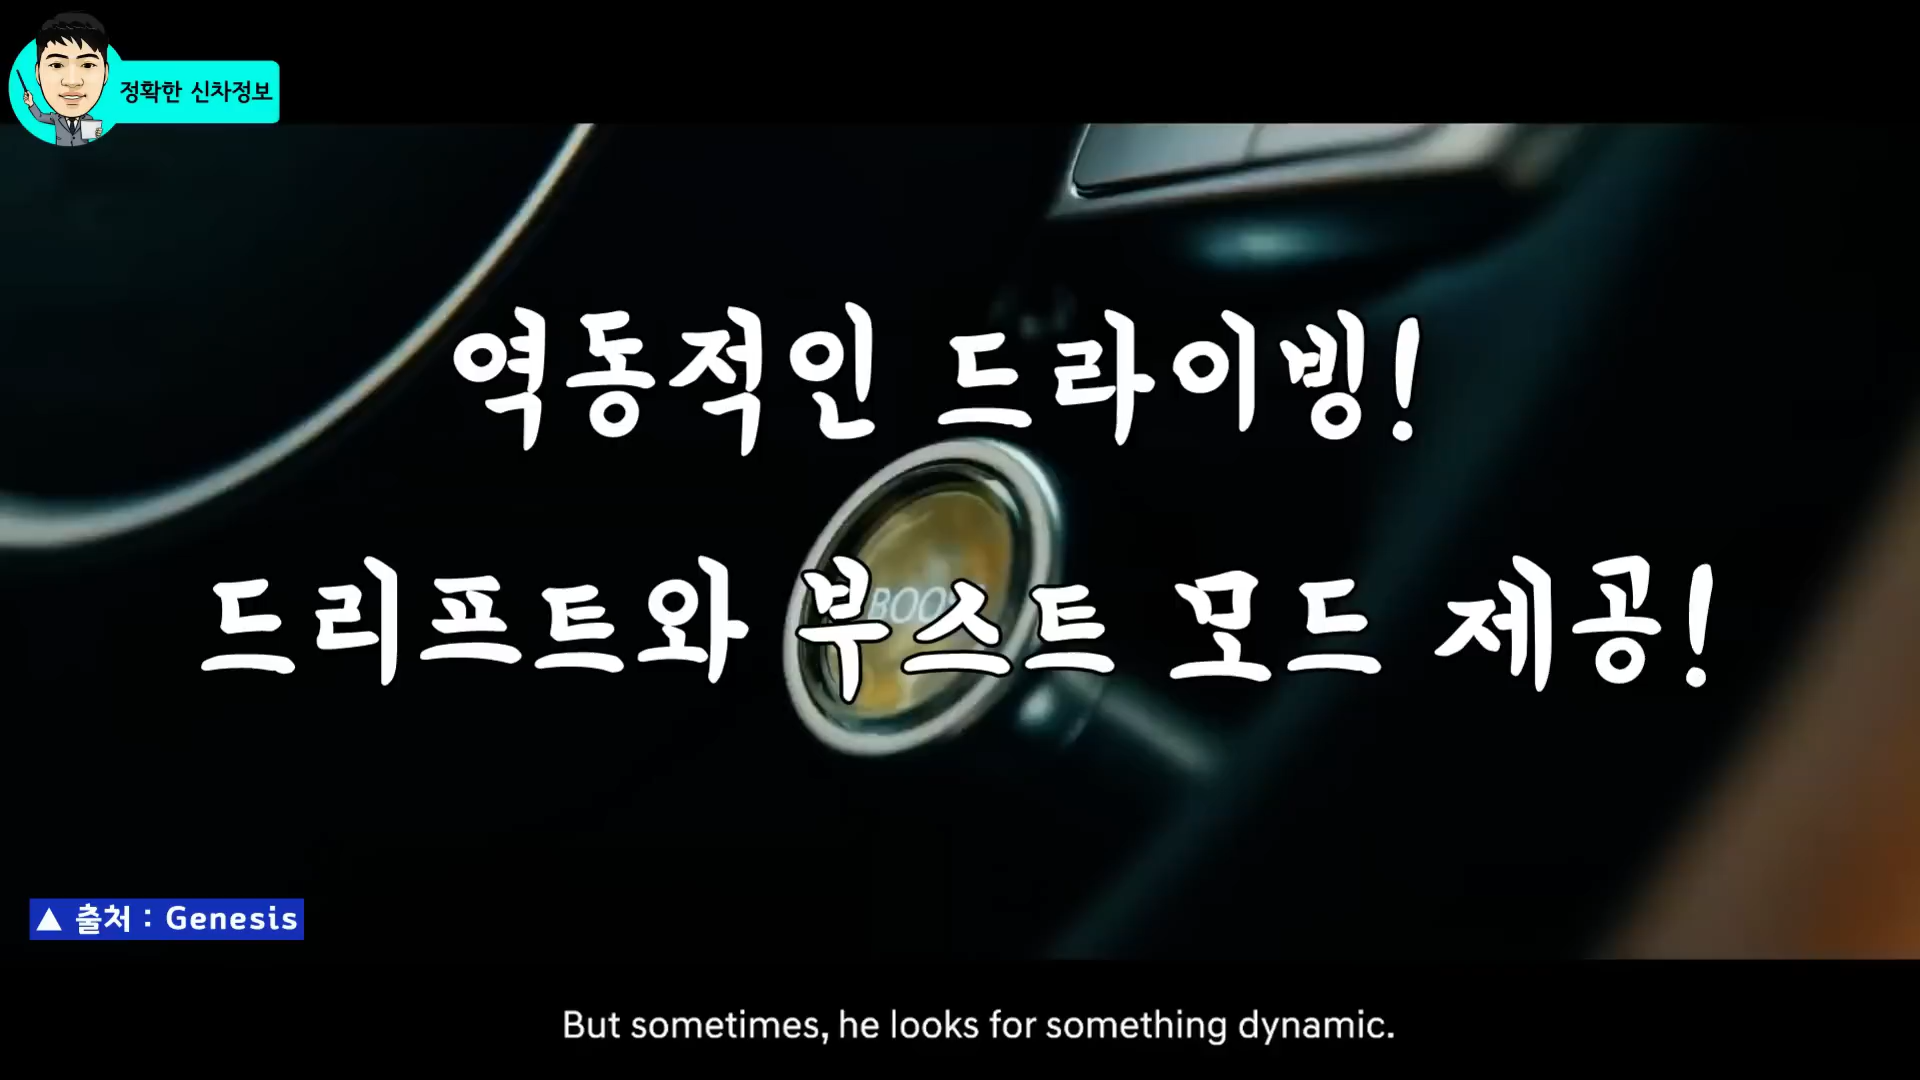 정확한 신차정보
역동적인 드라이빙!
드리프트와 부스트 모드 제공!
▲ 출처 : Genesis
But sometimes, he looks for something dynamic.